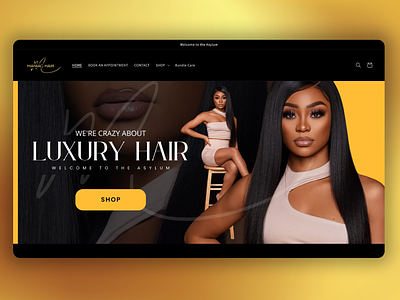 Welcome to the Asylum
MANIAC HAIR
HOME BOOK AN APPOINTMENT CONTACT SHOP Bundle Care
WE'RE CRAZY ABOUT
LUXURY HAIR
WELCOME TO THE ASYLUM
SHOP